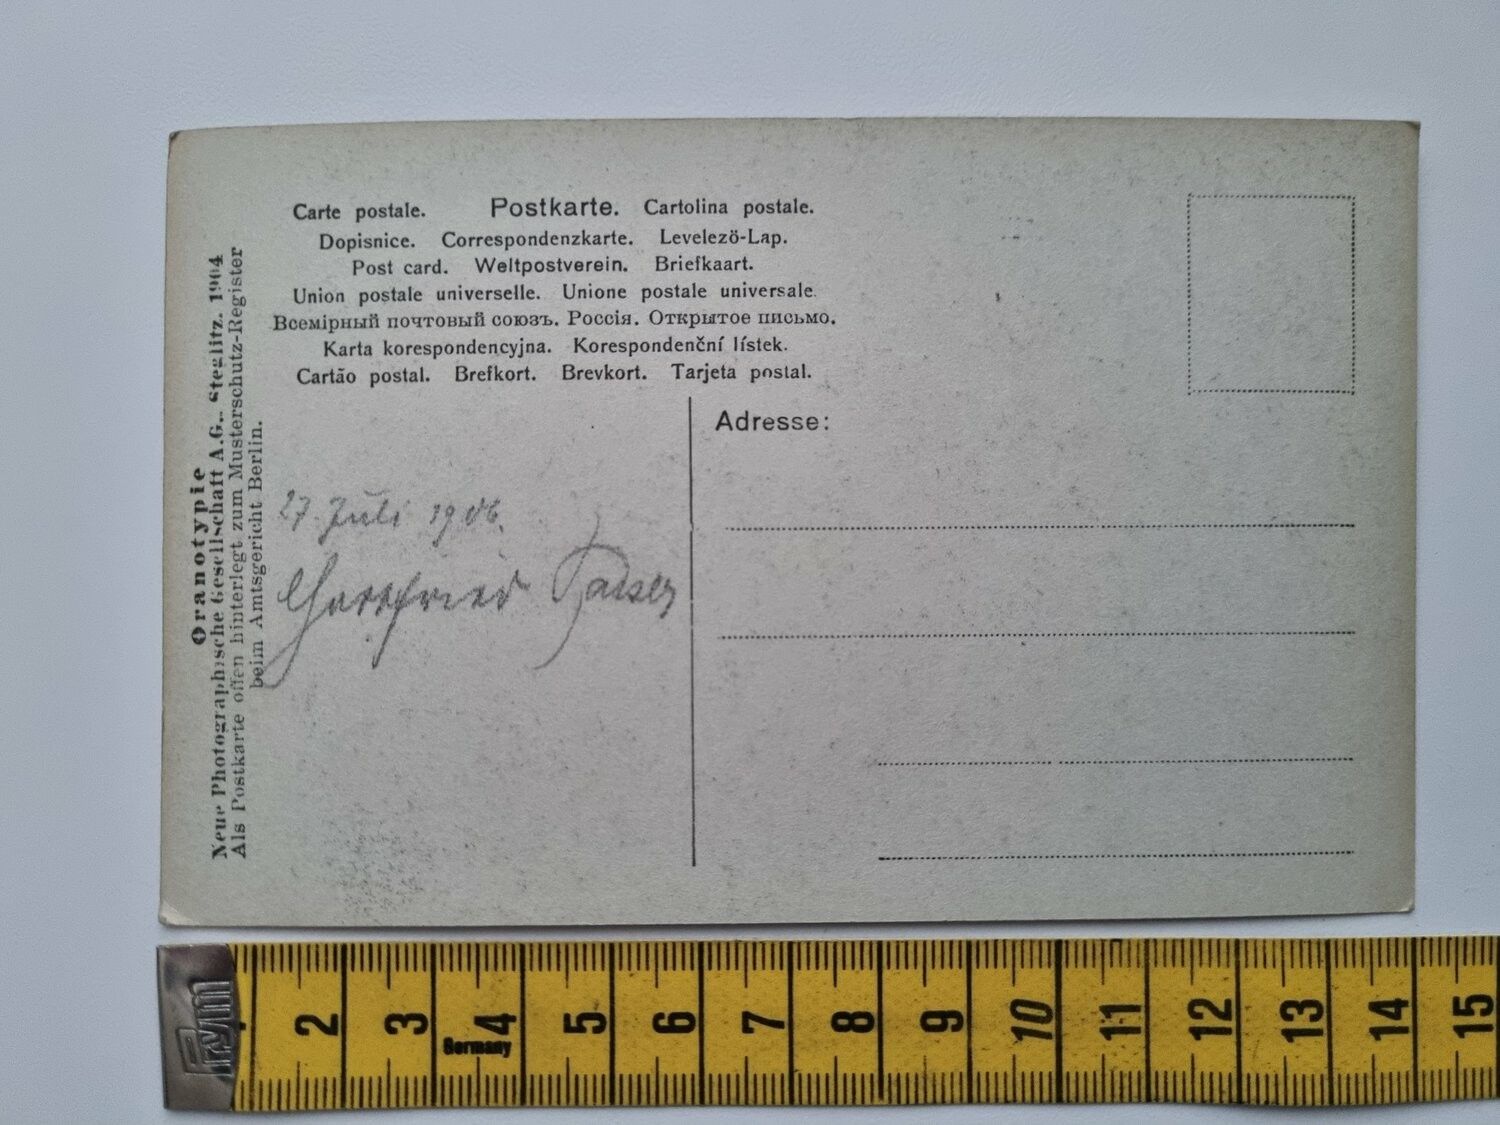 Carte postale. Postkarte. Cartolina postale.
Dopisnice. Correspondenzkarte. Levelezö-Lap.
Post card. Weltpostverein. Briefkaart.
Union postale universelle. Unione postale universale.
Всемірный почтовый союзъ. Россія. Открытое письмо.
Karta korespondencyjna. Korespondenční lístek.
Cartão postal. Brefkort. Brevkort. Tarjeta postal.
Adresse:
27. Juli 1906.
Gottfried
Oranotypie
Neue Photographische Gesellschaft A.G., Steglitz. 1904
Als Postkarte offen hinterlegt zum Musterschutz-Register
beim Amtsgericht Berlin.
Prym
2 3 4 5 6 7 8 9 10 11 12 13 14 15
Germany